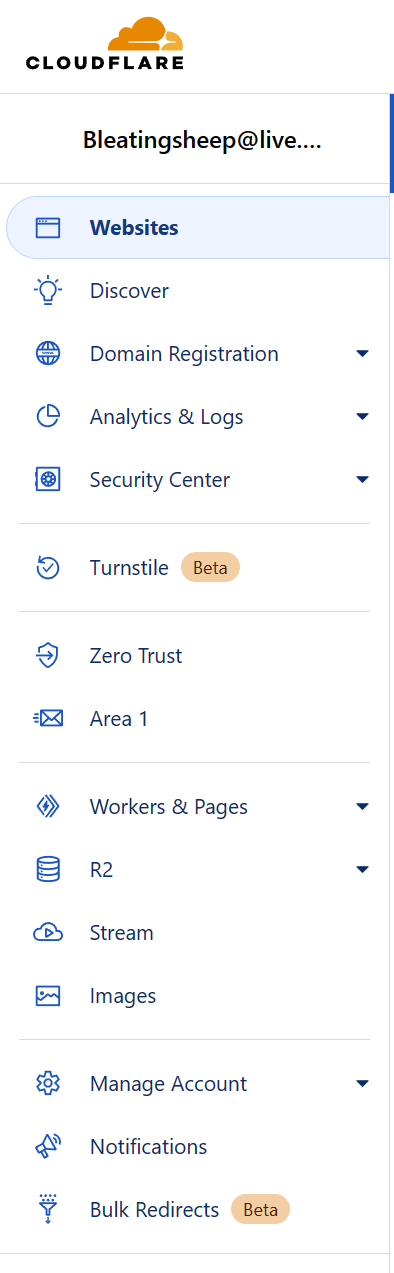 CLOUDFLARE
Bleatingsheep@live....
Websites
Discover
Domain Registration
Analytics & Logs
Security Center
Turnstile Beta
Zero Trust
Area 1
Workers & Pages
R2
Stream
Images
Manage Account
Notifications
Bulk Redirects Beta